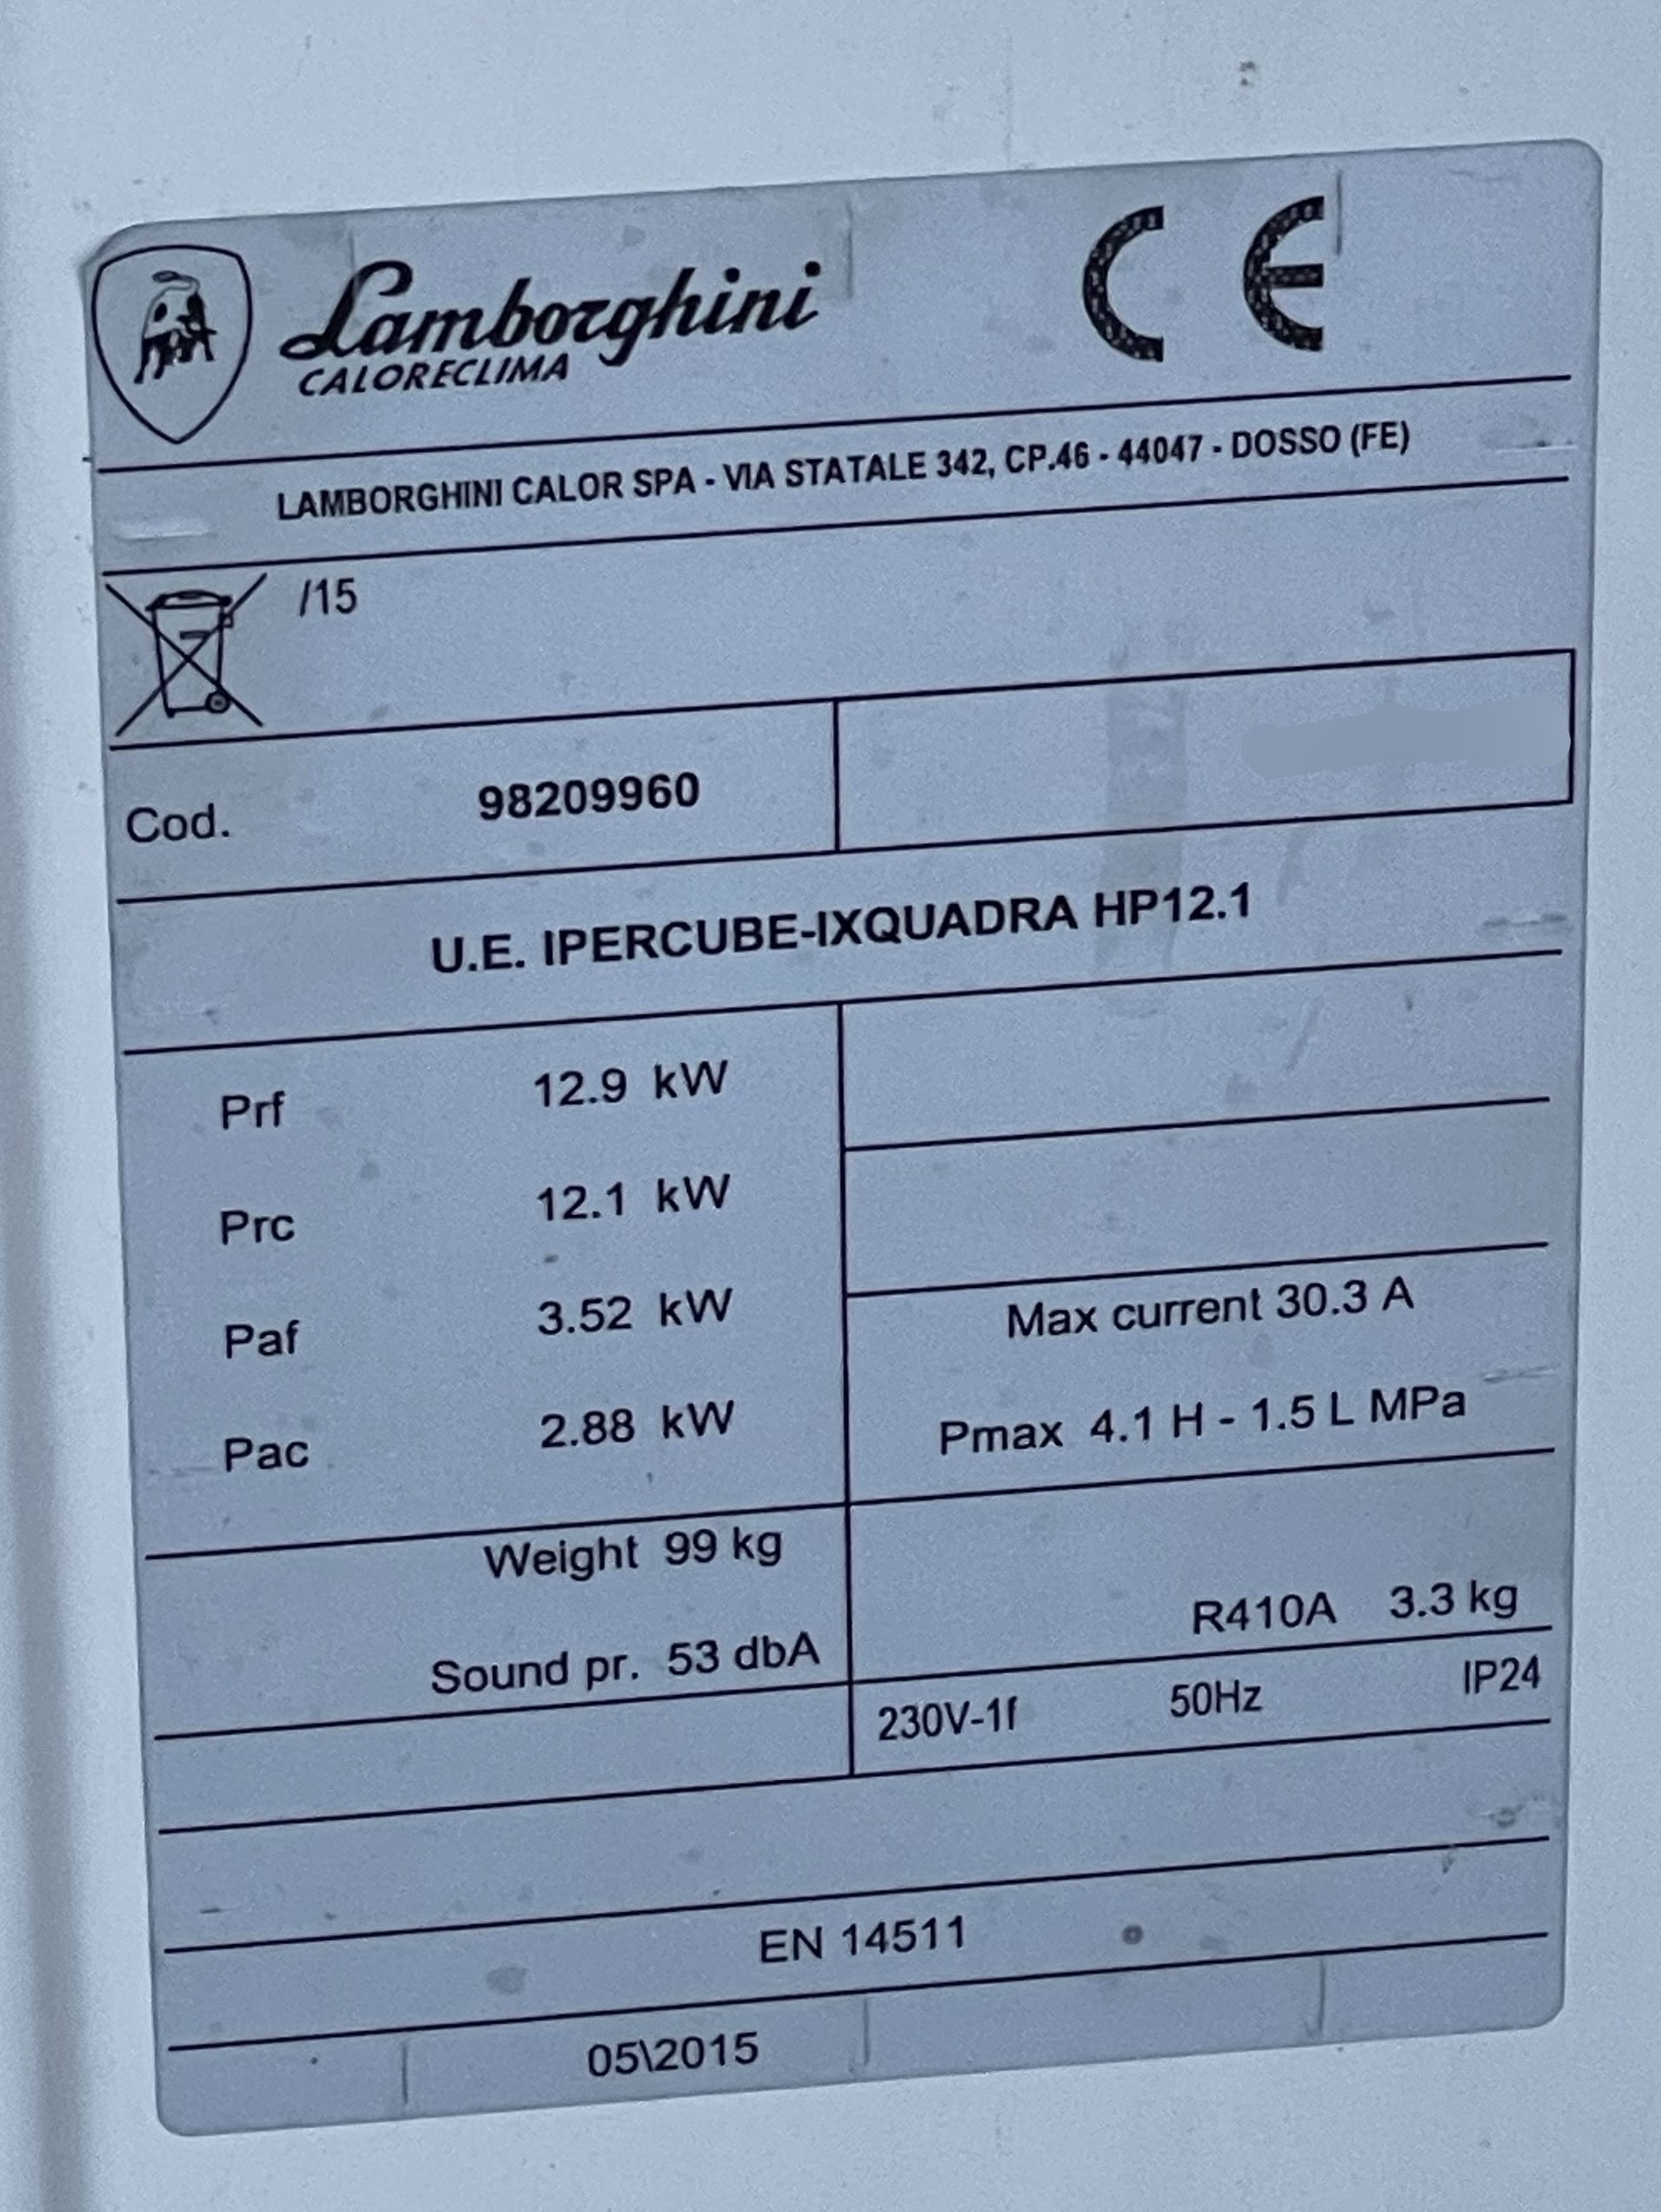 Lamborghini
CALORECLIMA
CE
LAMBORGHINI CALOR SPA - VIA STATALE 342, CP.46 - 44047 - DOSSO (FE)
/15
Cod. 98209960
U.E. IPERCUBE-IXQUADRA HP12.1
Prf 12.9 kW
Prc 12.1 kW
Paf 3.52 kW
Pac 2.88 kW
Max current 30.3 A
Pmax 4.1 H - 1.5 L MPa
Weight 99 kg
Sound pr. 53 dbA
R410A 3.3 kg
230V-1f 50Hz IP24
EN 14511
05\2015